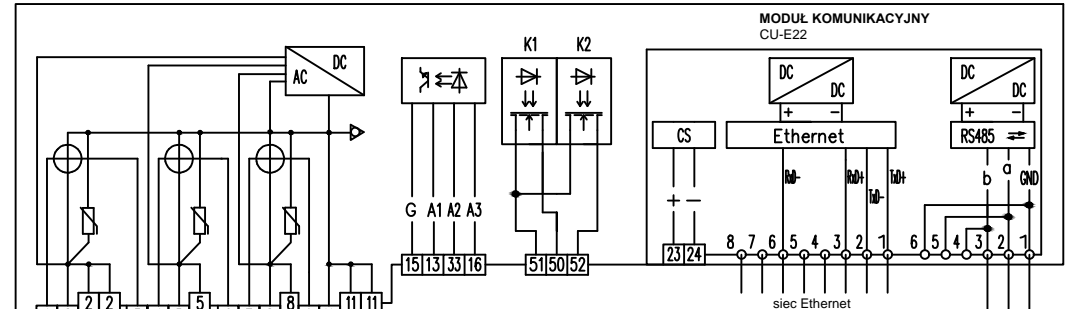 MODUŁ KOMUNIKACYJNY
CU-E22
K1 K2
DC
AC
DC
DC
+ −
DC
DC
+ −
CS
Ethernet
RS485
RxD- RxD+ TxD- TxD+
b a GND
+ −
G A1 A2 A3
8 7 6 5 4 3 2 1
6 5 4 3 2 1
15 13 33 16
51 50 52
23 24
2 2 5 8 11 11
siec Ethernet